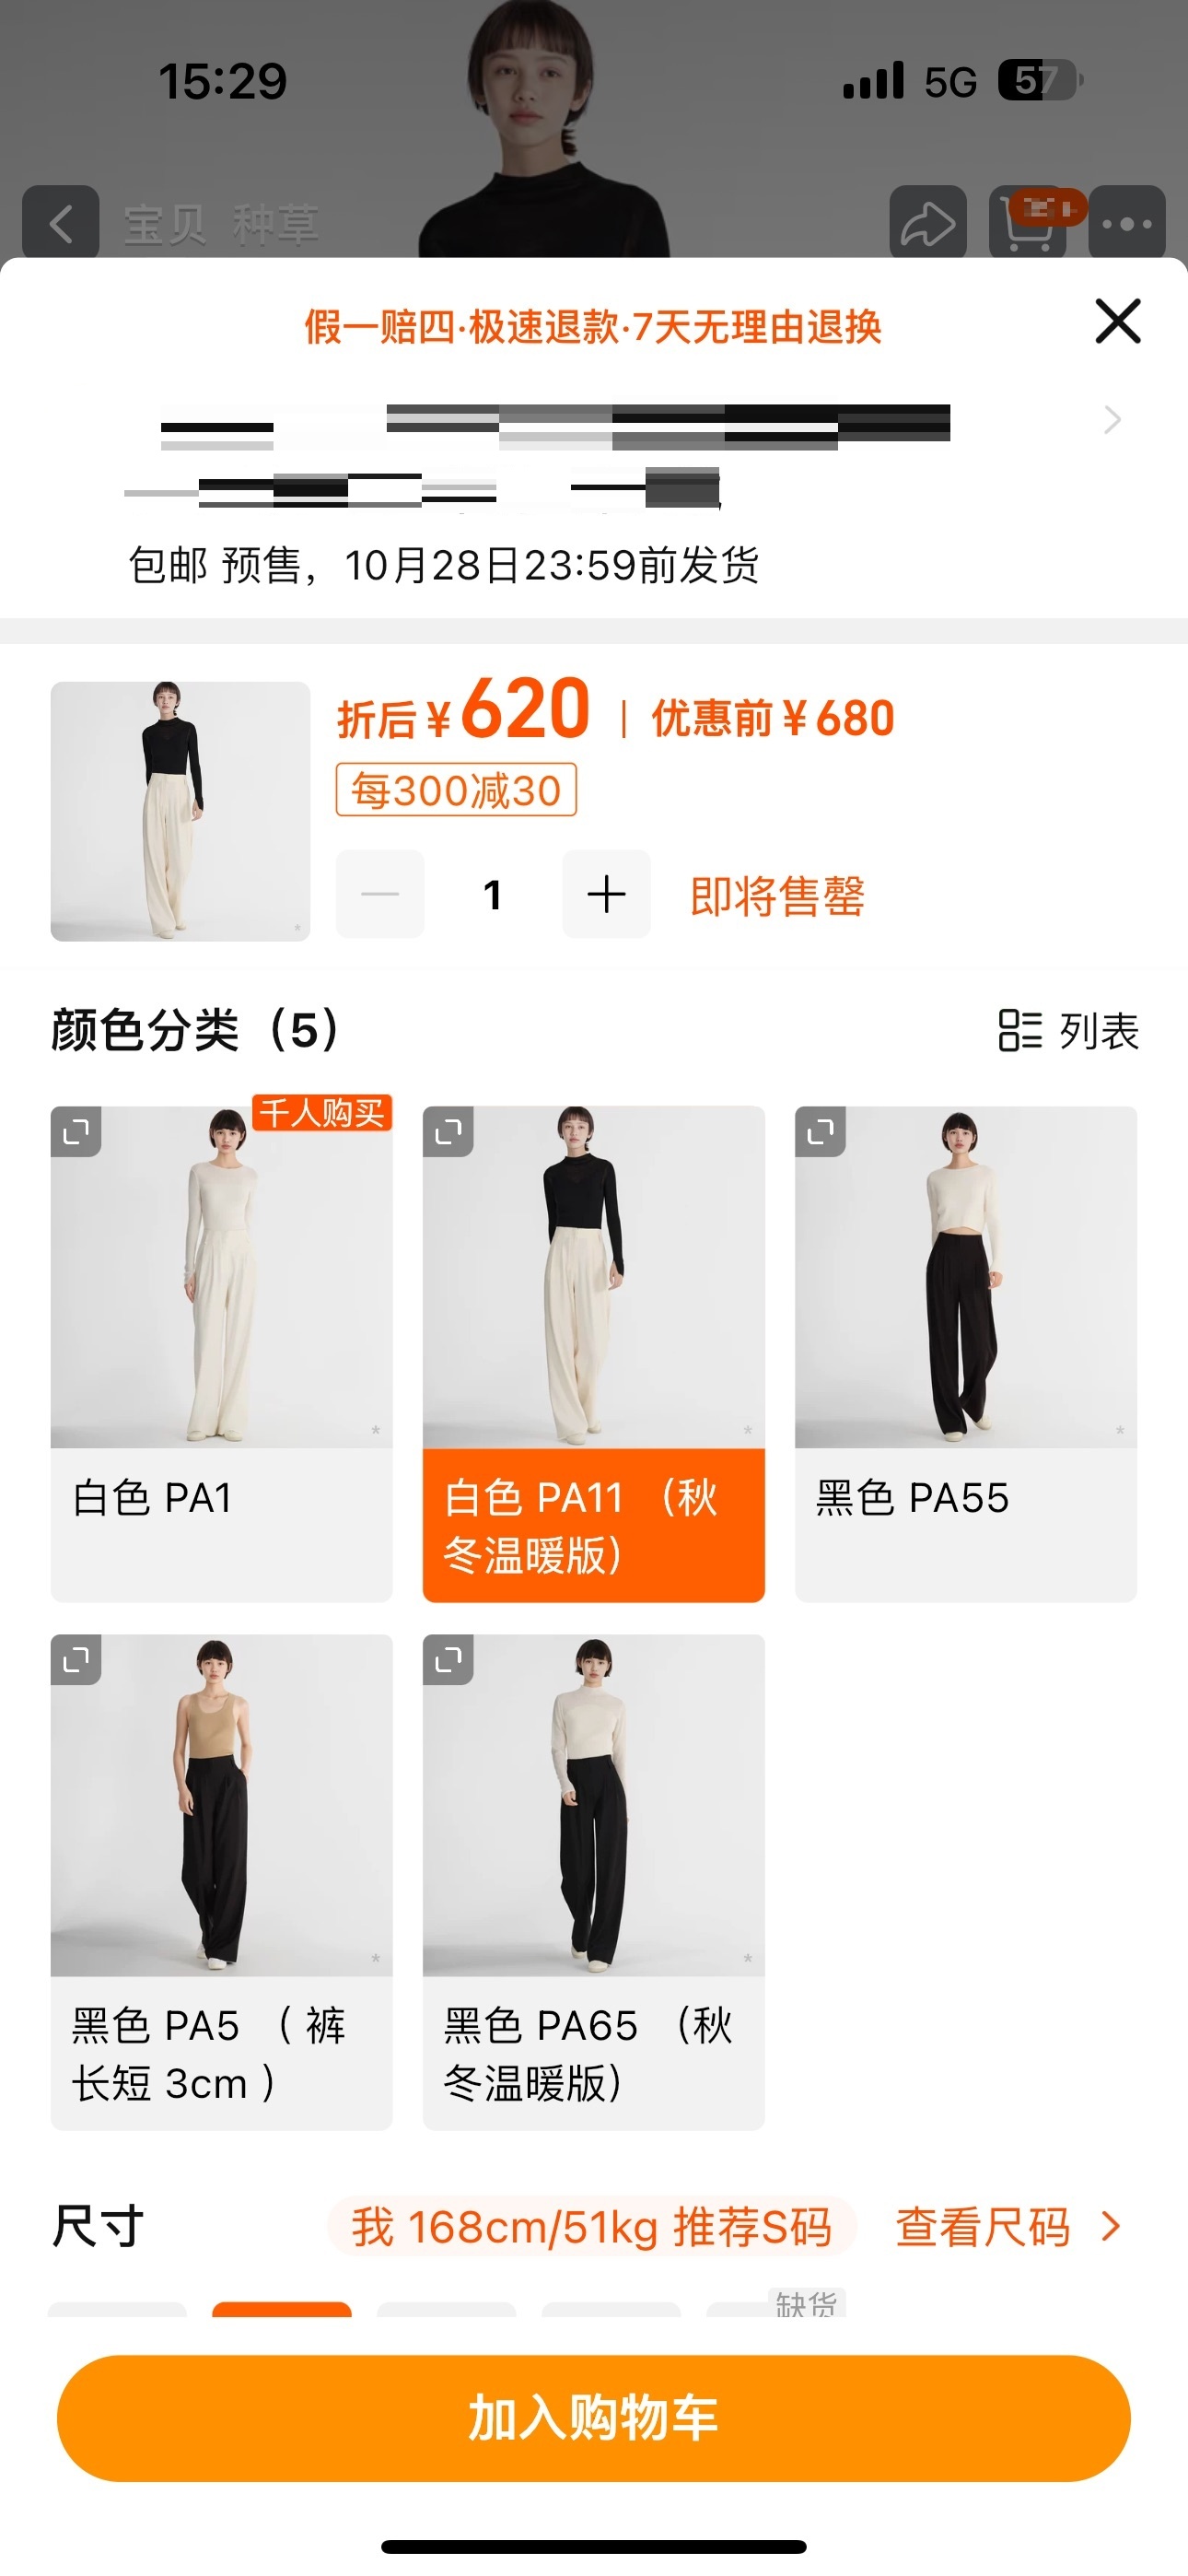 15:29
5G 57
宝贝 种草
假一赔四·极速退款·7天无理由退换
包邮 预售，10月28日23:59前发货
折后¥620 | 优惠前¥680
每300减30
1
即将售罄
颜色分类（5）
列表
千人购买
白色 PA1
白色 PA11 （秋
冬温暖版）
黑色 PA55
黑色 PA5 （ 裤
长短 3cm ）
黑色 PA65 （秋
冬温暖版）
尺寸
我 168cm/51kg 推荐S码
查看尺码
缺货
加入购物车